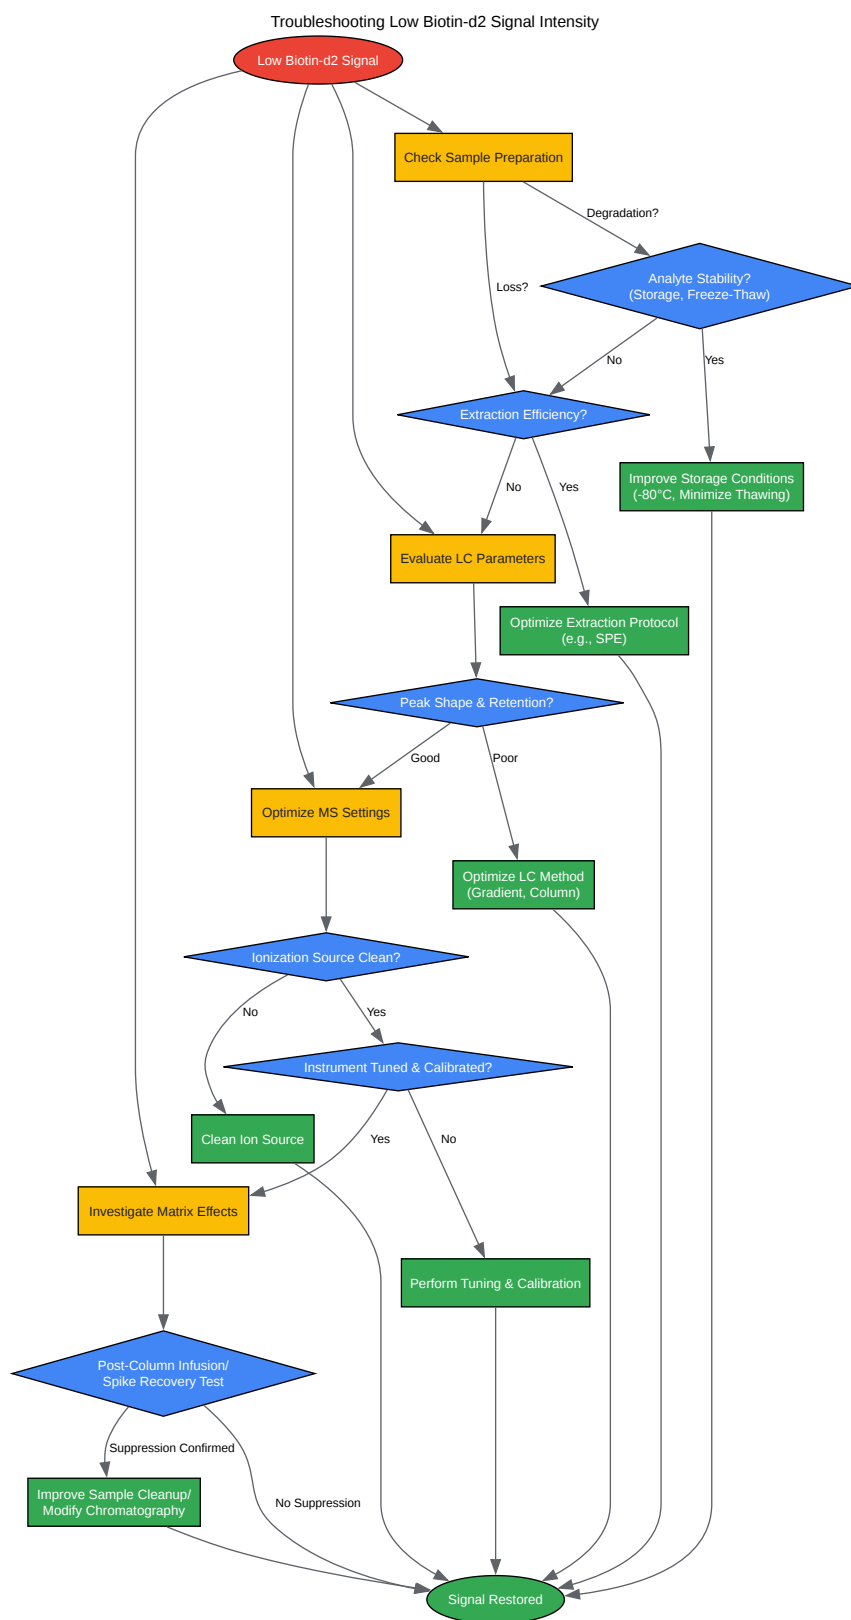 Troubleshooting Low Biotin-d2 Signal Intensity
Low Biotin-d2 Signal
Check Sample Preparation
Degradation?
Analyte Stability?
(Storage, Freeze-Thaw)
Loss?
No
Yes
Extraction Efficiency?
Improve Storage Conditions
(-80°C, Minimize Thawing)
No
Yes
Evaluate LC Parameters
Optimize Extraction Protocol
(e.g., SPE)
Peak Shape & Retention?
Good
Poor
Optimize MS Settings
Optimize LC Method
(Gradient, Column)
Ionization Source Clean?
No
Yes
Instrument Tuned & Calibrated?
Clean Ion Source
Yes
No
Investigate Matrix Effects
Perform Tuning & Calibration
Post-Column Infusion/
Spike Recovery Test
Suppression Confirmed
No Suppression
Improve Sample Cleanup/
Modify Chromatography
Signal Restored